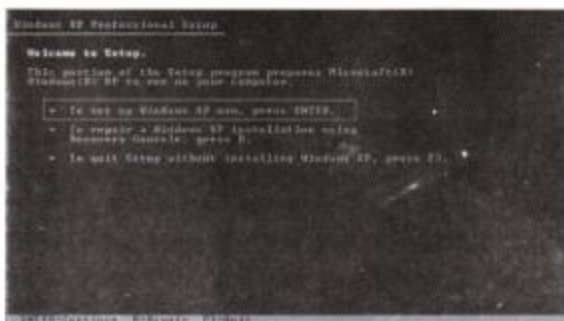 Windows XP Professional Setup
Welcome to Setup.
This portion of the Setup program prepares Microsoft(R)
Windows(R) XP to run on your computer.
• To set up Windows XP now, press ENTER.
• To repair a Windows XP installation using
Recovery Console, press R.
• To quit Setup without installing Windows XP, press F3.